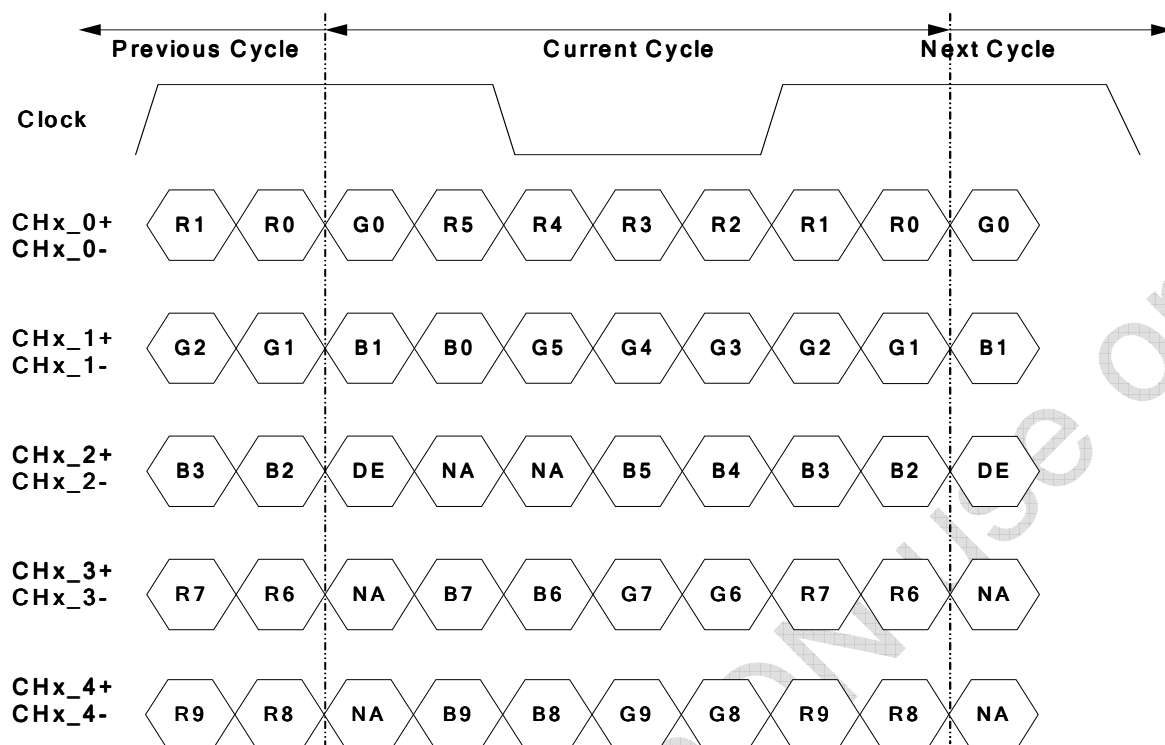 Previous Cycle Current Cycle Next Cycle
Clock
CHx_0+
CHx_0-
R1 R0 G0 R5 R4 R3 R2 R1 R0 G0
CHx_1+
CHx_1-
G2 G1 B1 B0 G5 G4 G3 G2 G1 B1
CHx_2+
CHx_2-
B3 B2 DE NA NA B5 B4 B3 B2 DE
CHx_3+
CHx_3-
R7 R6 NA B7 B6 G7 G6 R7 R6 NA
CHx_4+
CHx_4-
R9 R8 NA B9 B8 G9 G8 R9 R8 NA
use